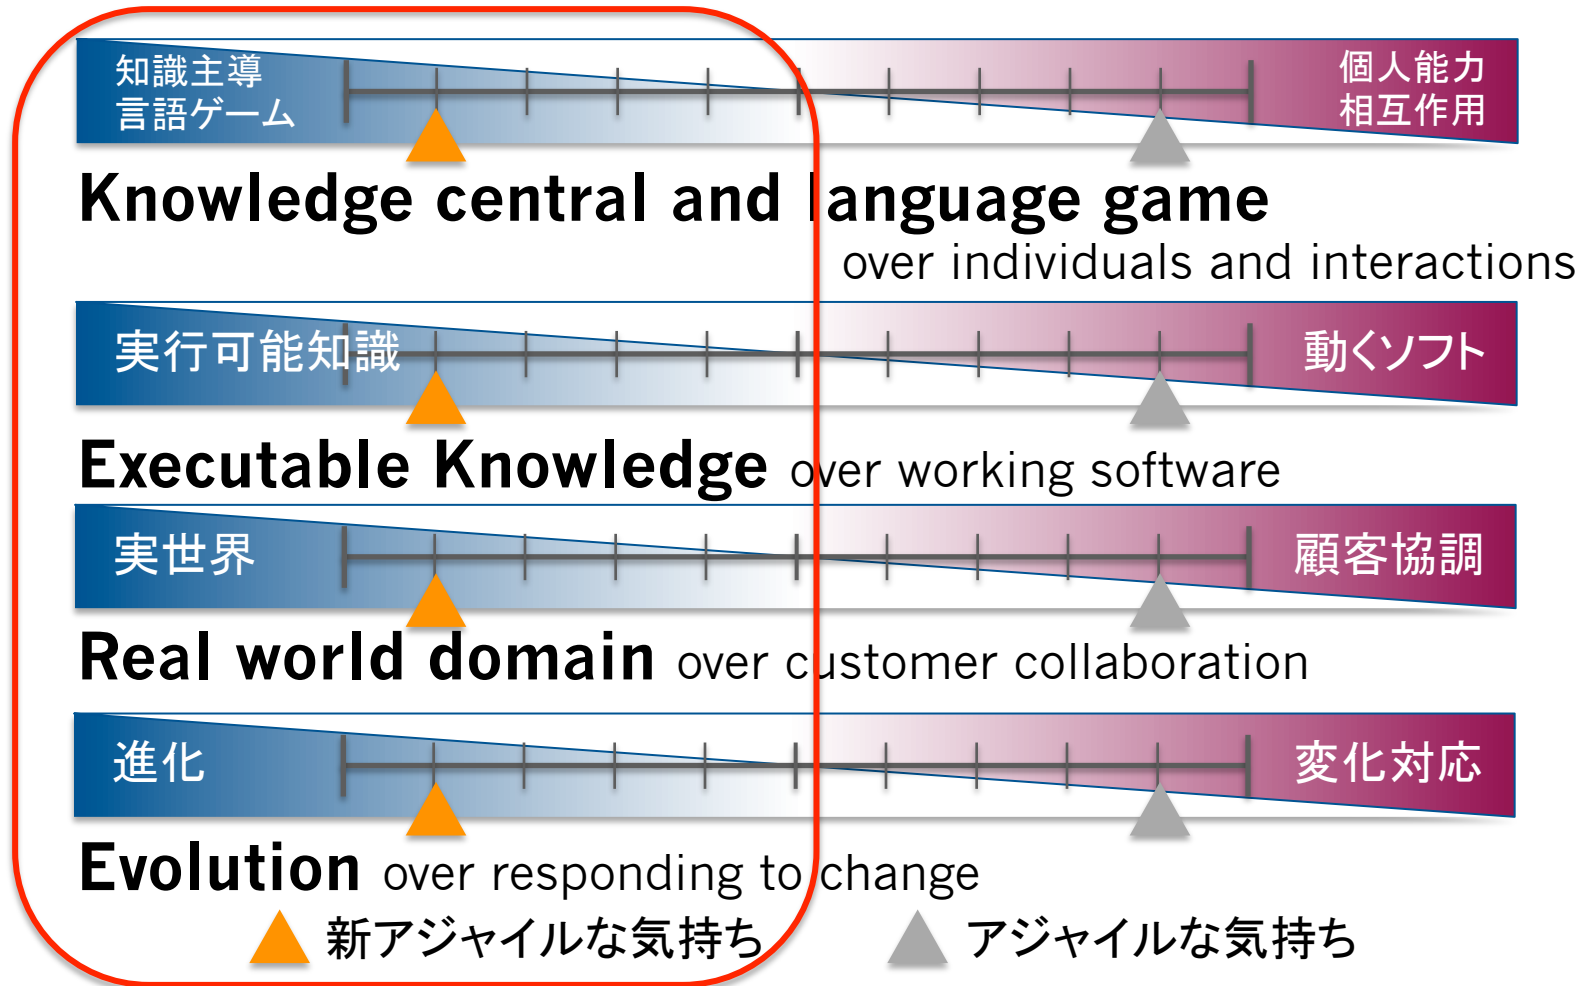 知識主導
言語ゲーム
個人能力
相互作用
Knowledge central and language game
over individuals and interactions
実行可能知識
動くソフト
Executable Knowledge over working software
実世界
顧客協調
Real world domain over customer collaboration
進化
変化対応
Evolution over responding to change
新アジャイルな気持ち
アジャイルな気持ち